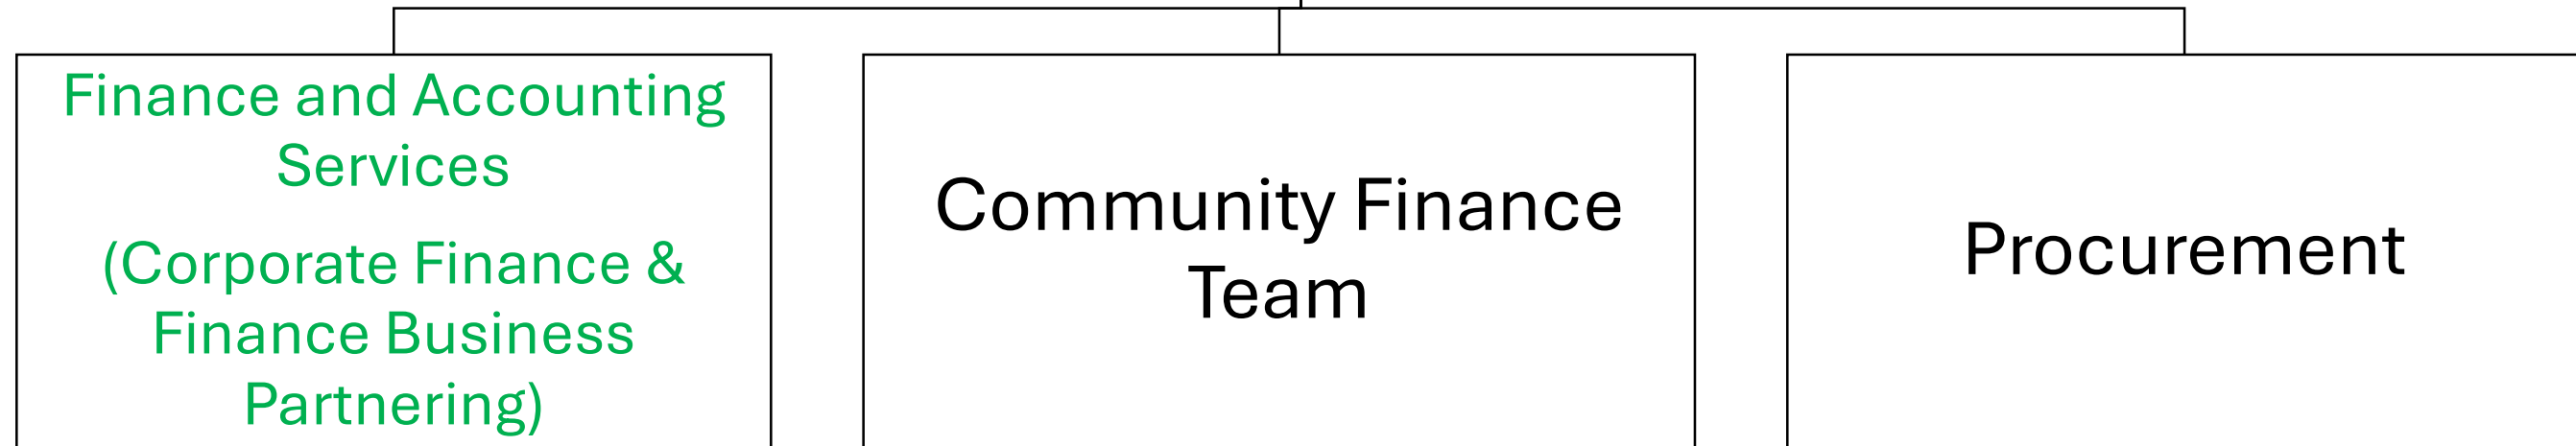 Finance and Accounting
Services
(Corporate Finance &
Finance Business
Partnering)
Community Finance
Team
Procurement